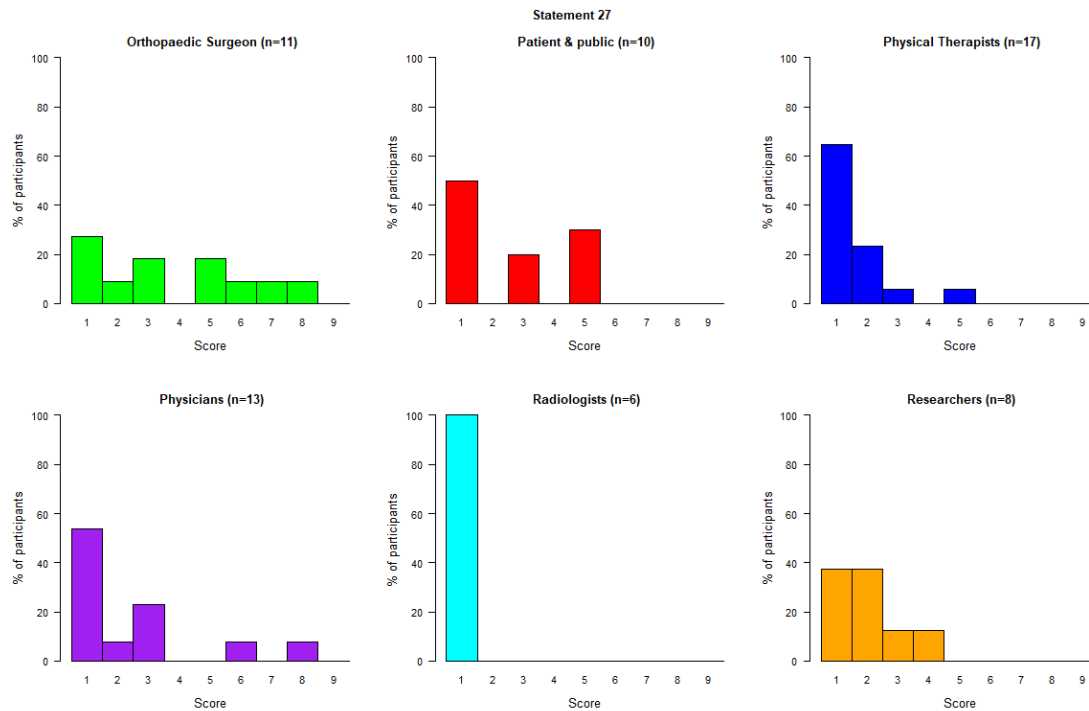 Statement 27
Orthopaedic Surgeon (n=11)
% of participants
100
80
60
40
20
0
1 2 3 4 5 6 7 8 9
Score
Patient & public (n=10)
% of participants
100
80
60
40
20
0
1 2 3 4 5 6 7 8 9
Score
Physical Therapists (n=17)
% of participants
100
80
60
40
20
0
1 2 3 4 5 6 7 8 9
Score
Physicians (n=13)
% of participants
100
80
60
40
20
0
1 2 3 4 5 6 7 8 9
Score
Radiologists (n=6)
% of participants
100
80
60
40
20
0
1 2 3 4 5 6 7 8 9
Score
Researchers (n=8)
% of participants
100
80
60
40
20
0
1 2 3 4 5 6 7 8 9
Score